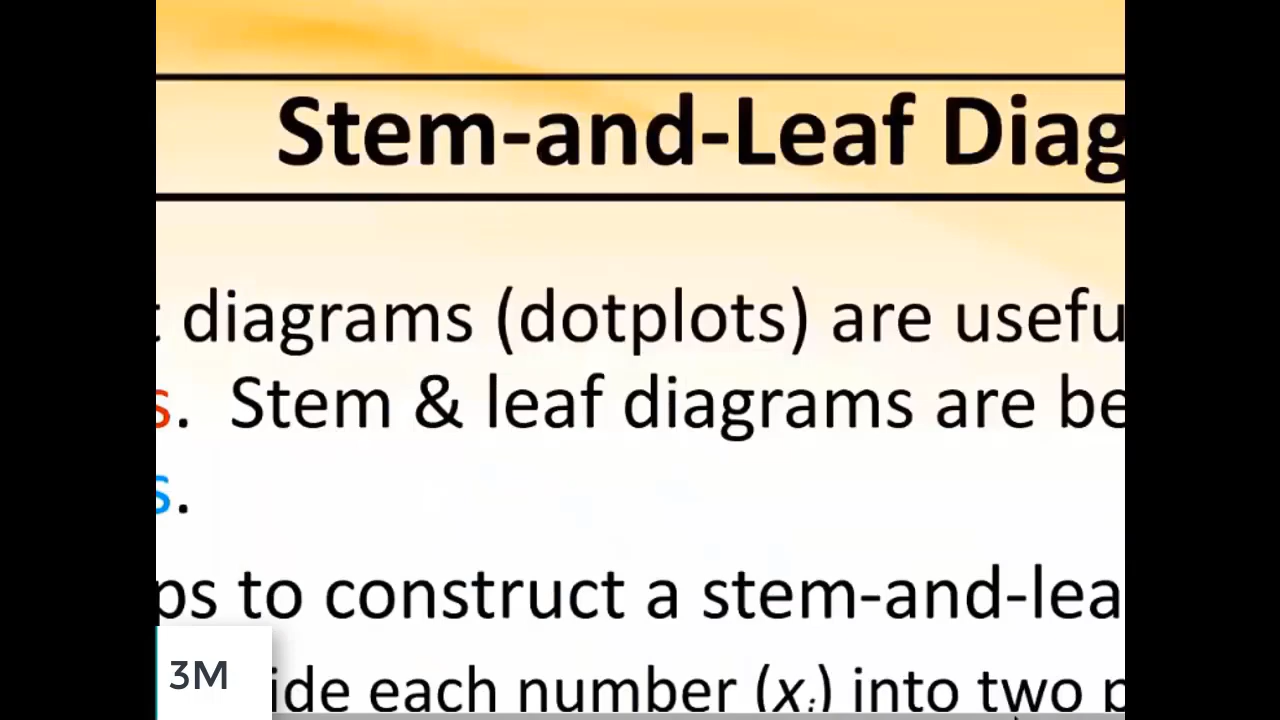 Stem-and-Leaf Diag
t diagrams (dotplots) are usefu
s. Stem & leaf diagrams are be
s.
ps to construct a stem-and-lea
ide each number (xᵢ) into two p
3M